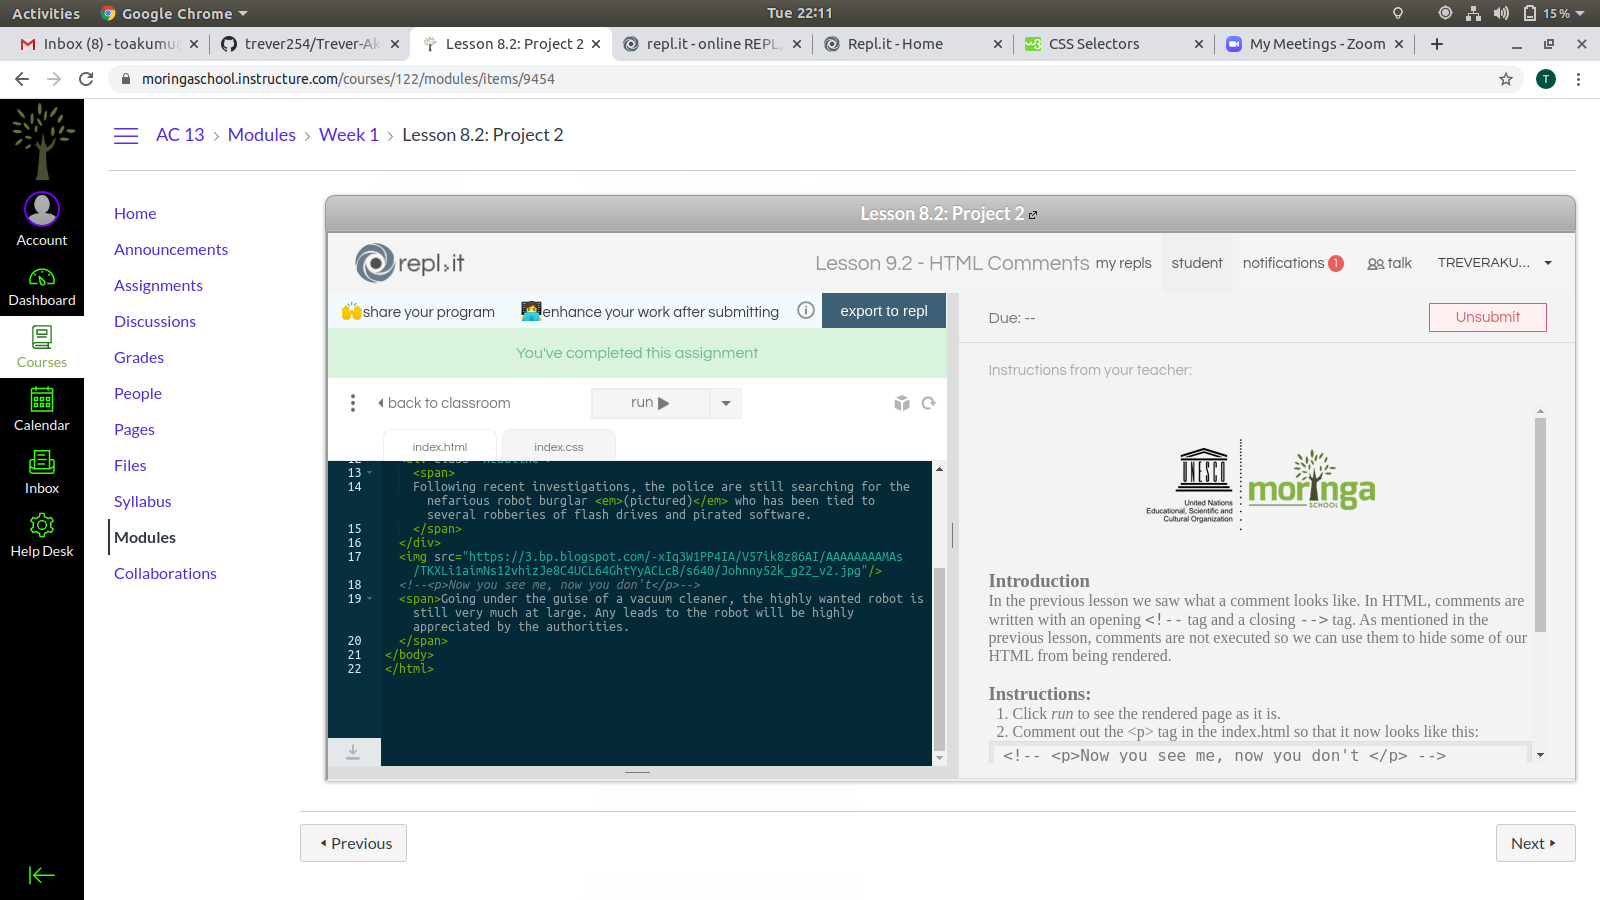 Activities
Google Chrome
Tue 22:11
15%
Inbox (8) - toakumu
trever254/Trever-Ak
Lesson 8.2: Project 2
repl.it - online REPL,
Repl.it - Home
CSS Selectors
My Meetings - Zoom
moringaschool.instructure.com/courses/122/modules/items/9454
T
AC 13 › Modules › Week 1 › Lesson 8.2: Project 2
Account
Dashboard
Courses
Calendar
Inbox
Help Desk
Home
Announcements
Assignments
Discussions
Grades
People
Pages
Files
Syllabus
Modules
Collaborations
Lesson 8.2: Project 2
repl.it
Lesson 9.2 - HTML Comments
my repls
student
notifications 1
talk
TREVERAKU...
share your program
enhance your work after submitting
export to repl
You've completed this assignment
back to classroom
run
index.html
index.css
13 <span>
14 Following recent investigations, the police are still searching for the
nefarious robot burglar <em>(pictured)</em> who has been tied to
several robberies of flash drives and pirated software.
15 </span>
16 </div>
17 <img src="https://3.bp.blogspot.com/-xIq3W1PP4IA/V57ik8z86AI/AAAAAAAAMAs
/TKXLi1aimNs12vhizJe8C4UCL64GhtYyACLcB/s640/Johnny52k_g22_v2.jpg"/>
18 <!--<p>Now you see me, now you don't</p>-->
19 <span>Going under the guise of a vacuum cleaner, the highly wanted robot is
still very much at large. Any leads to the robot will be highly
appreciated by the authorities.
20 </span>
21 </body>
22 </html>
Due: --
Unsubmit
Instructions from your teacher:
UNESCO
United Nations
Educational, Scientific and
Cultural Organization
moringa
SCHOOL
Introduction
In the previous lesson we saw what a comment looks like. In HTML, comments are
written with an opening <!-- tag and a closing --> tag. As mentioned in the
previous lesson, comments are not executed so we can use them to hide some of our
HTML from being rendered.
Instructions:
1. Click run to see the rendered page as it is.
2. Comment out the <p> tag in the index.html so that it now looks like this:
<!-- <p>Now you see me, now you don't </p> -->
Previous
Next